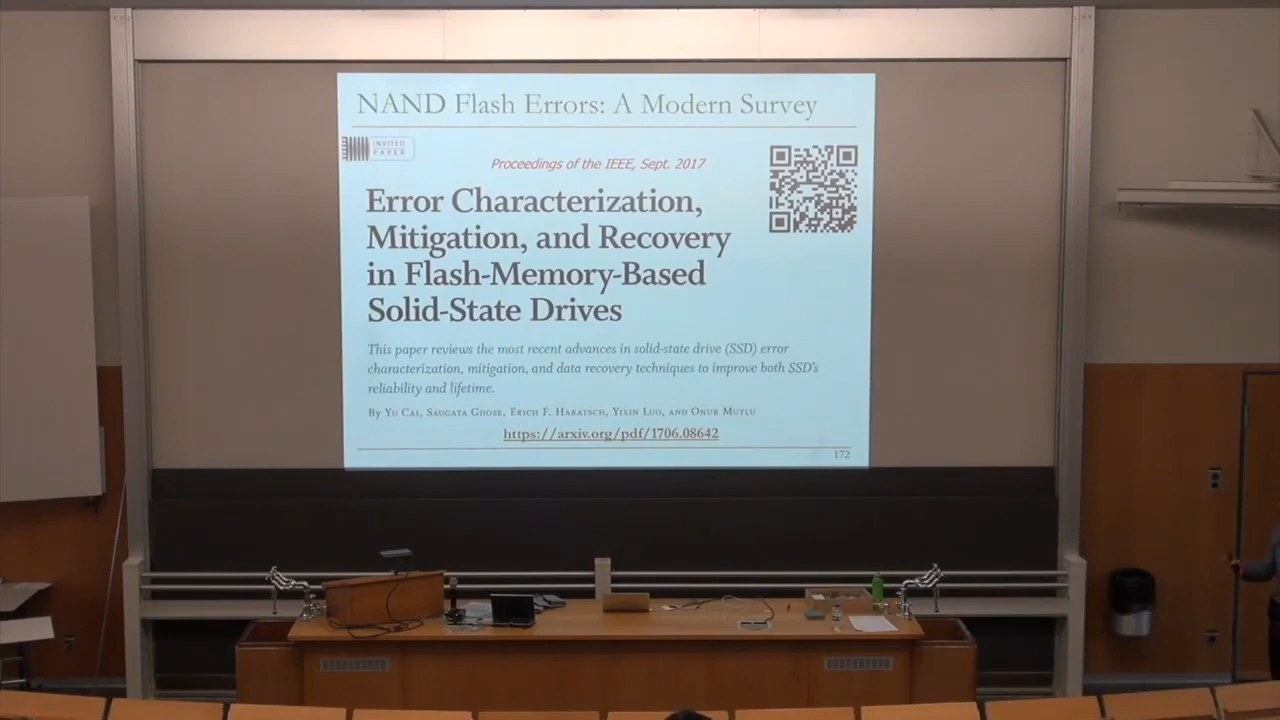 NAND Flash Errors: A Modern Survey
INVITED
PAPER
Proceedings of the IEEE, Sept. 2017
Error Characterization,
Mitigation, and Recovery
in Flash-Memory-Based
Solid-State Drives
This paper reviews the most recent advances in solid-state drive (SSD) error
characterization, mitigation, and data recovery techniques to improve both SSD's
reliability and lifetime.
By Yu Cai, Saugata Ghose, Erich F. Haratsch, Yixin Luo, and Onur Mutlu
https://arxiv.org/pdf/1706.08642
172